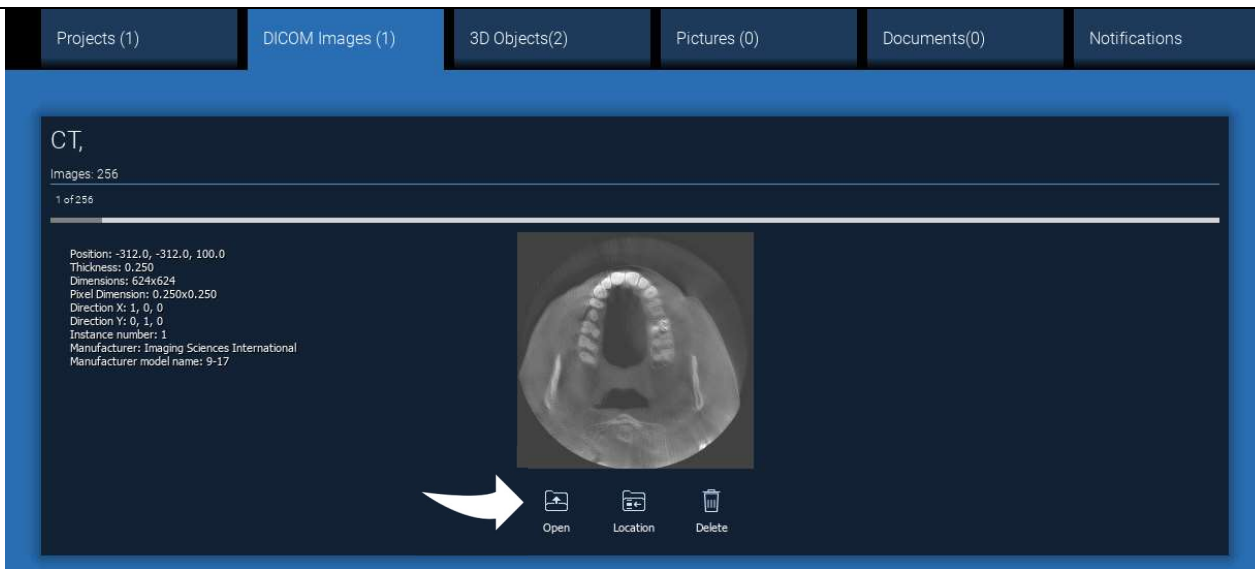 Projects (1)
DICOM Images (1)
3D Objects(2)
Pictures (0)
Documents(0)
Notifications
CT,
Images: 256
1 of 256
Position: -312.0, -312.0, 100.0
Thickness: 0.250
Dimensions: 624x624
Pixel Dimension: 0.250x0.250
Direction X: 1, 0, 0
Direction Y: 0, 1, 0
Instance number: 1
Manufacturer: Imaging Sciences International
Manufacturer model name: 9-17
Open
Location
Delete